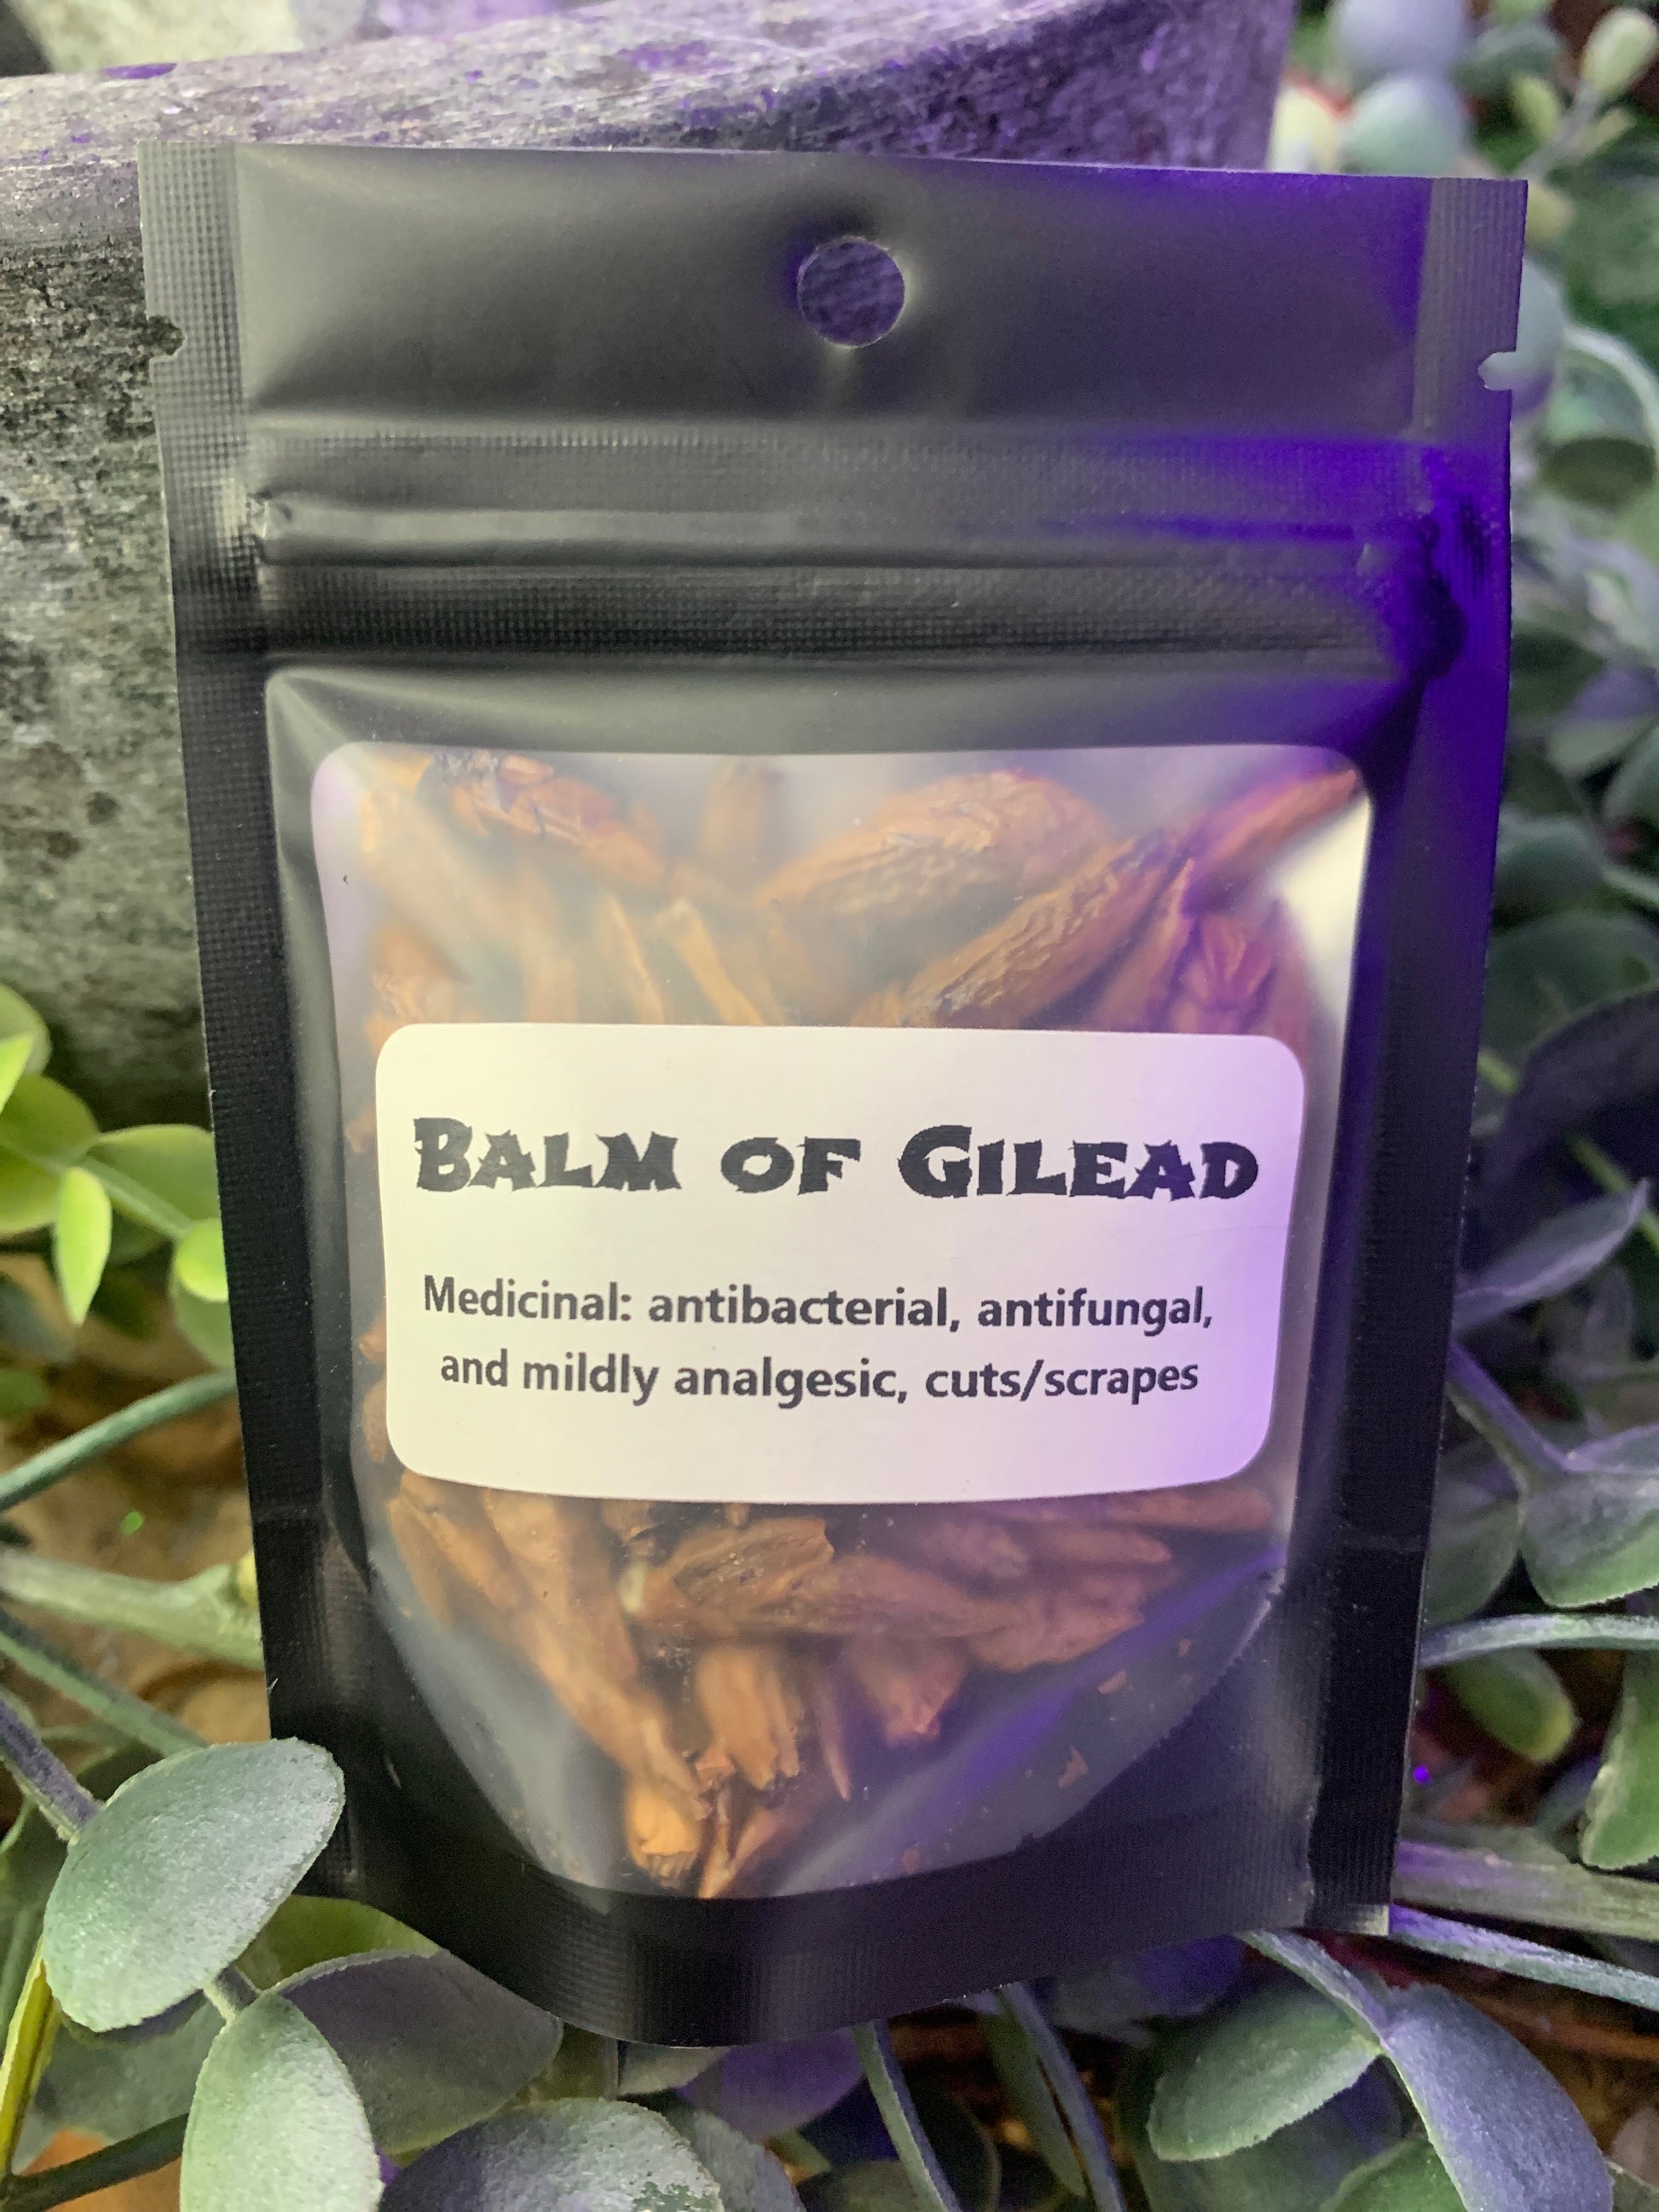 BALM OF GILEAD
Medicinal: antibacterial, antifungal,
and mildly analgesic, cuts/scrapes